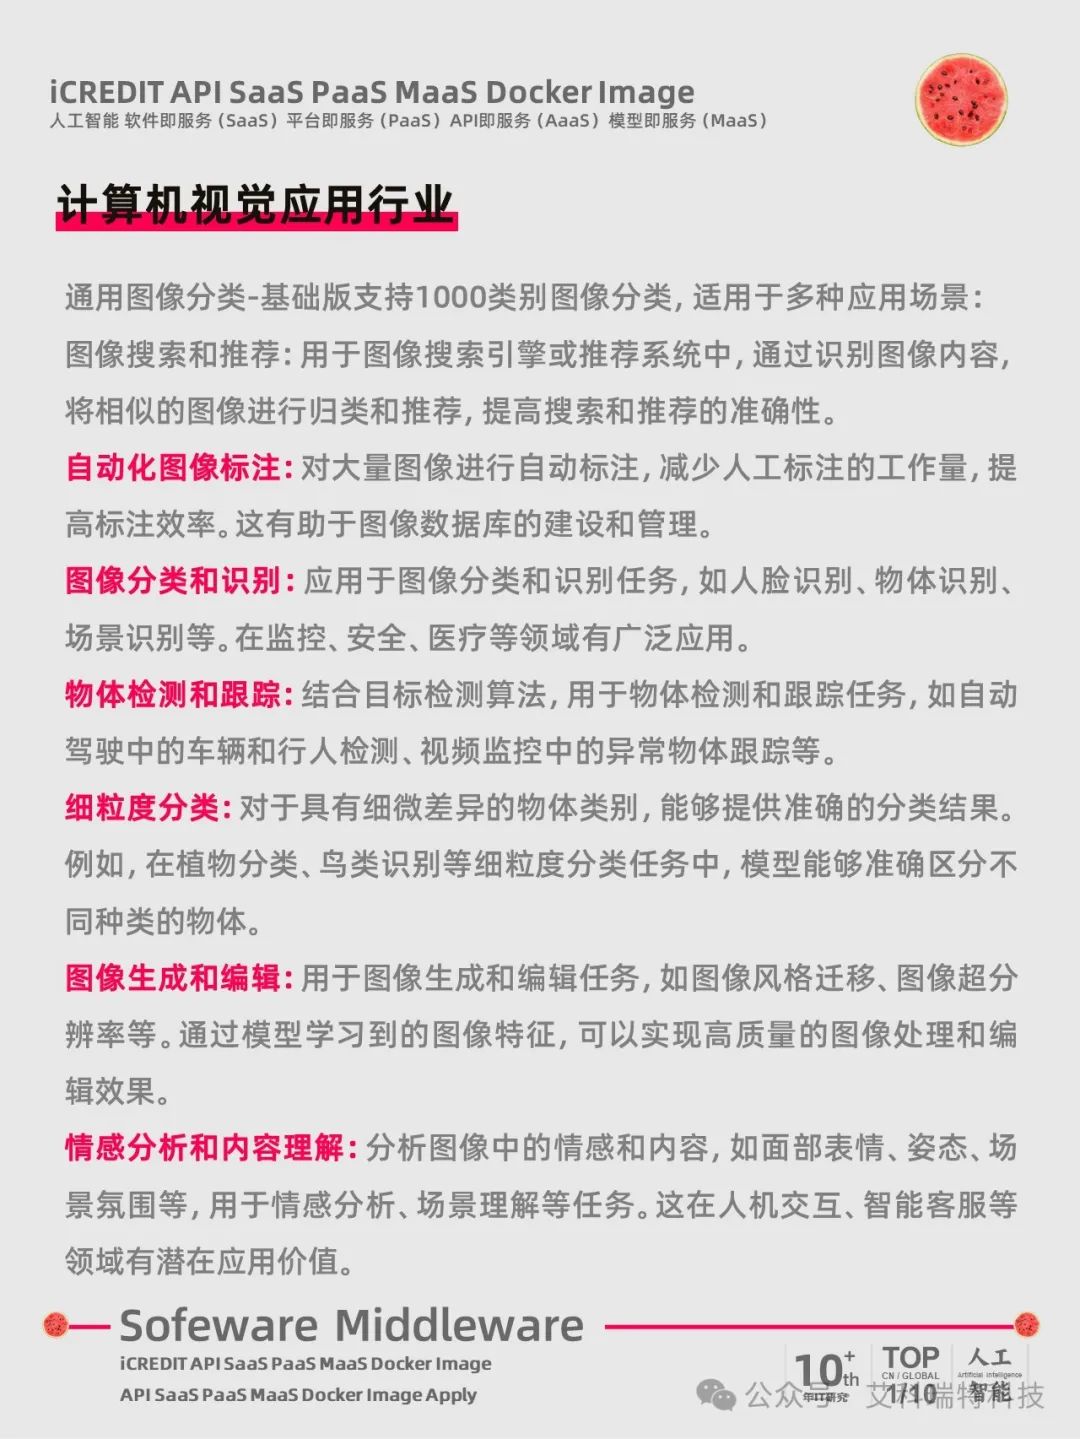 iCREDIT API SaaS PaaS MaaS Docker Image
人工智能 软件即服务（SaaS）平台即服务（PaaS）API即服务（AaaS）模型即服务（MaaS）
计算机视觉应用行业
通用图像分类-基础版支持1000类别图像分类，适用于多种应用场景：
图像搜索和推荐：用于图像搜索引擎或推荐系统中，通过识别图像内容，
将相似的图像进行归类和推荐，提高搜索和推荐的准确性。
自动化图像标注：对大量图像进行自动标注，减少人工标注的工作量，提
高标注效率。这有助于图像数据库的建设和管理。
图像分类和识别：应用于图像分类和识别任务，如人脸识别、物体识别、
场景识别等。在监控、安全、医疗等领域有广泛应用。
物体检测和跟踪：结合目标检测算法，用于物体检测和跟踪任务，如自动
驾驶中的车辆和行人检测、视频监控中的异常物体跟踪等。
细粒度分类：对于具有细微差异的物体类别，能够提供准确的分类结果。
例如，在植物分类、鸟类识别等细粒度分类任务中，模型能够准确区分不
同种类的物体。
图像生成和编辑：用于图像生成和编辑任务，如图像风格迁移、图像超分
辨率等。通过模型学习到的图像特征，可以实现高质量的图像处理和编
辑效果。
情感分析和内容理解：分析图像中的情感和内容，如面部表情、姿态、场
景氛围等，用于情感分析、场景理解等任务。这在人机交互、智能客服等
领域有潜在应用价值。
Sofeware Middleware
iCREDIT API SaaS PaaS MaaS Docker Image
API SaaS PaaS MaaS Docker Image Apply
10+th
年IT研究
TOP
CN / GLOBAL
1/10
人工
Artificial Intelligence
智能
公众号 · 艾科瑞特科技